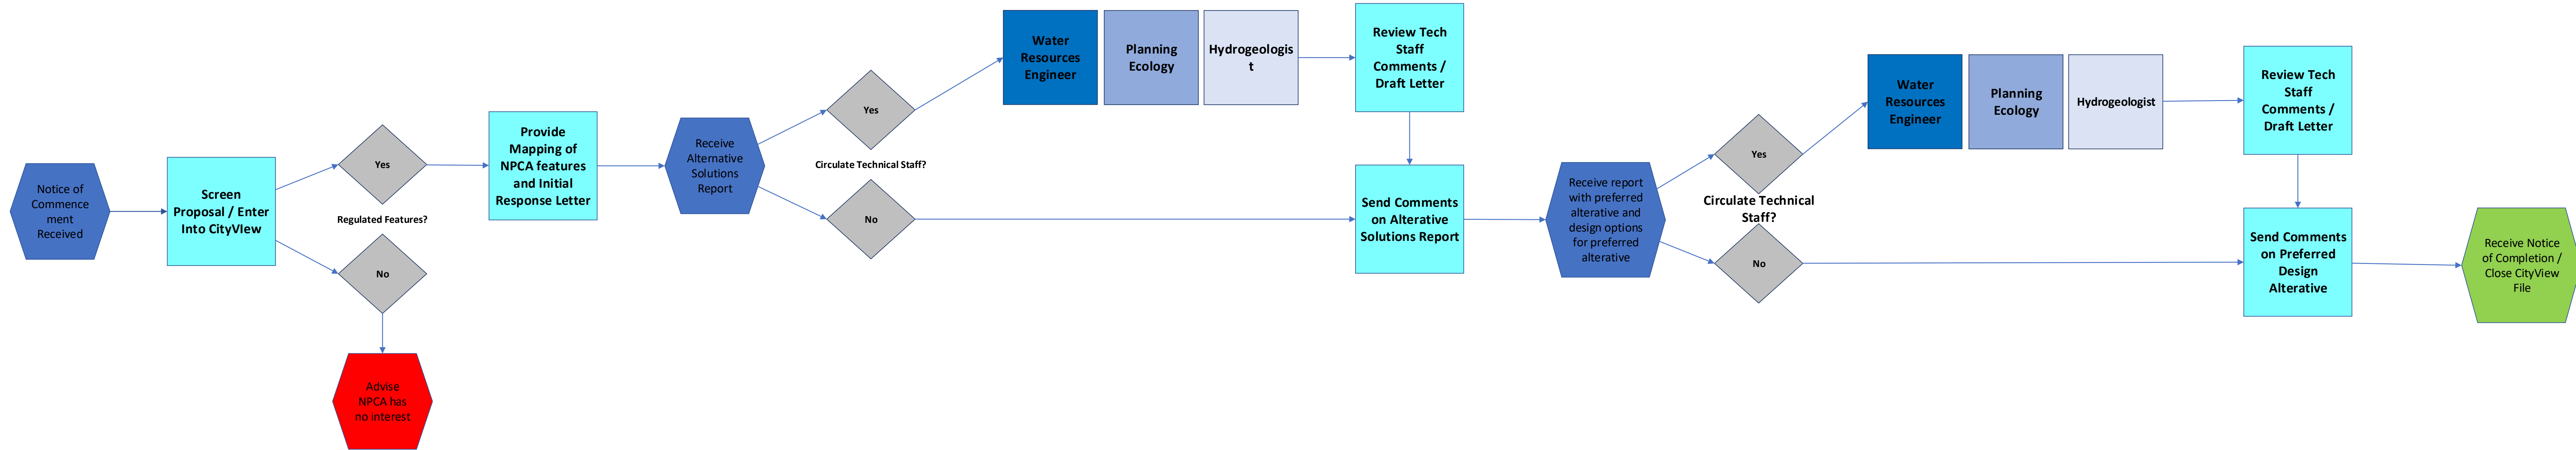 Notice of
Commence
ment
Received
Screen
Proposal / Enter
Into CityVIew
Yes
Regulated Features?
No
Advise
NPCA has
no interest
Provide
Mapping of
NPCA features
and Initial
Response Letter
Receive
Alternative
Solutions
Report
Yes
Circulate Technical Staff?
No
Water
Resources
Engineer
Planning
Ecology
Hydrogeologis
t
Review Tech
Staff
Comments /
Draft Letter
Send Comments
on Alterative
Solutions Report
Receive report
with preferred
alterative and
design options
for preferred
alterative
Yes
Circulate Technical
Staff?
No
Water
Resources
Engineer
Planning
Ecology
Hydrogeologist
Review Tech
Staff
Comments /
Draft Letter
Send Comments
on Preferred
Design
Alterative
Receive Notice
of Completion /
Close CityView
File